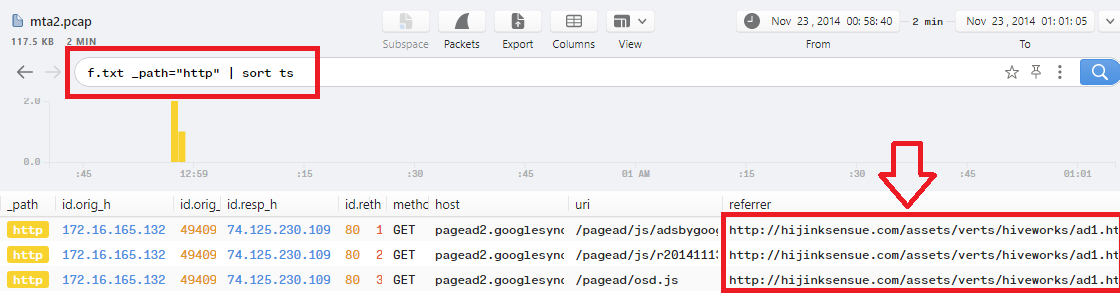 mta2.pcap
117.5 KB 2 MIN
Subspace Packets Export Columns View
Nov 23, 2014 00:58:40 2 min Nov 23, 2014 01:01:05
From To
f.txt _path="http" | sort ts
2.0
0.0
:45 12:59 :15 :30 :45 01 AM :15 :30 :45 01:01
_path id.orig_h id.orig_ id.resp_h id.re tr methc host uri referrer
http 172.16.165.132 49409 74.125.230.109 80 1 GET pagead2.googlesync /pagead/js/adsbygoog http://hijinksensue.com/assets/verts/hiveworks/ad1.ht
http 172.16.165.132 49409 74.125.230.109 80 2 GET pagead2.googlesync /pagead/js/r20141113 http://hijinksensue.com/assets/verts/hiveworks/ad1.ht
http 172.16.165.132 49409 74.125.230.109 80 3 GET pagead2.googlesync /pagead/osd.js http://hijinksensue.com/assets/verts/hiveworks/ad1.ht